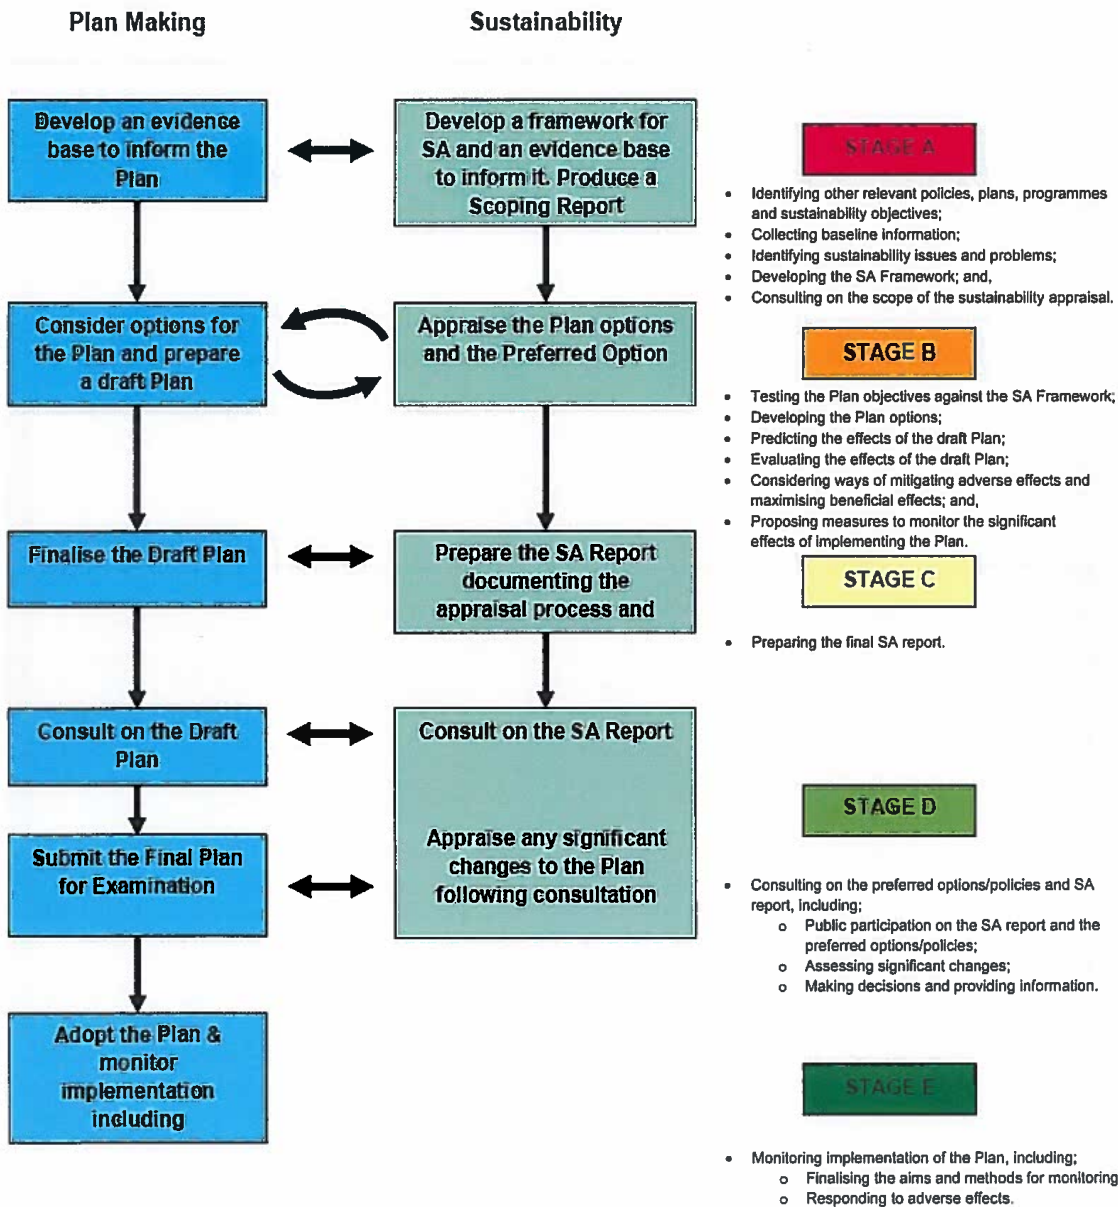 Plan Making
Sustainability
Develop an evidence
base to inform the
Plan
Develop a framework for
SA and an evidence base
to inform it. Produce a
Scoping Report
STAGE A
• Identifying other relevant policies, plans, programmes
and sustainability objectives;
• Collecting baseline information;
• Identifying sustainability issues and problems;
• Developing the SA Framework; and,
• Consulting on the scope of the sustainability appraisal.
Consider options for
the Plan and prepare
a draft Plan
Appraise the Plan options
and the Preferred Option
STAGE B
• Testing the Plan objectives against the SA Framework;
• Developing the Plan options;
• Predicting the effects of the draft Plan;
• Evaluating the effects of the draft Plan;
• Considering ways of mitigating adverse effects and
maximising beneficial effects; and,
• Proposing measures to monitor the significant
effects of implementing the Plan.
Finalise the Draft Plan
Prepare the SA Report
documenting the
appraisal process and
STAGE C
• Preparing the final SA report.
Consult on the Draft
Plan
Consult on the SA Report
Submit the Final Plan
for Examination
Appraise any significant
changes to the Plan
following consultation
STAGE D
• Consulting on the preferred options/policies and SA
report, including;
o Public participation on the SA report and the
preferred options/policies;
o Assessing significant changes;
o Making decisions and providing information.
Adopt the Plan &
monitor
implementation
including
STAGE E
• Monitoring implementation of the Plan, including;
o Finalising the aims and methods for monitoring
o Responding to adverse effects.